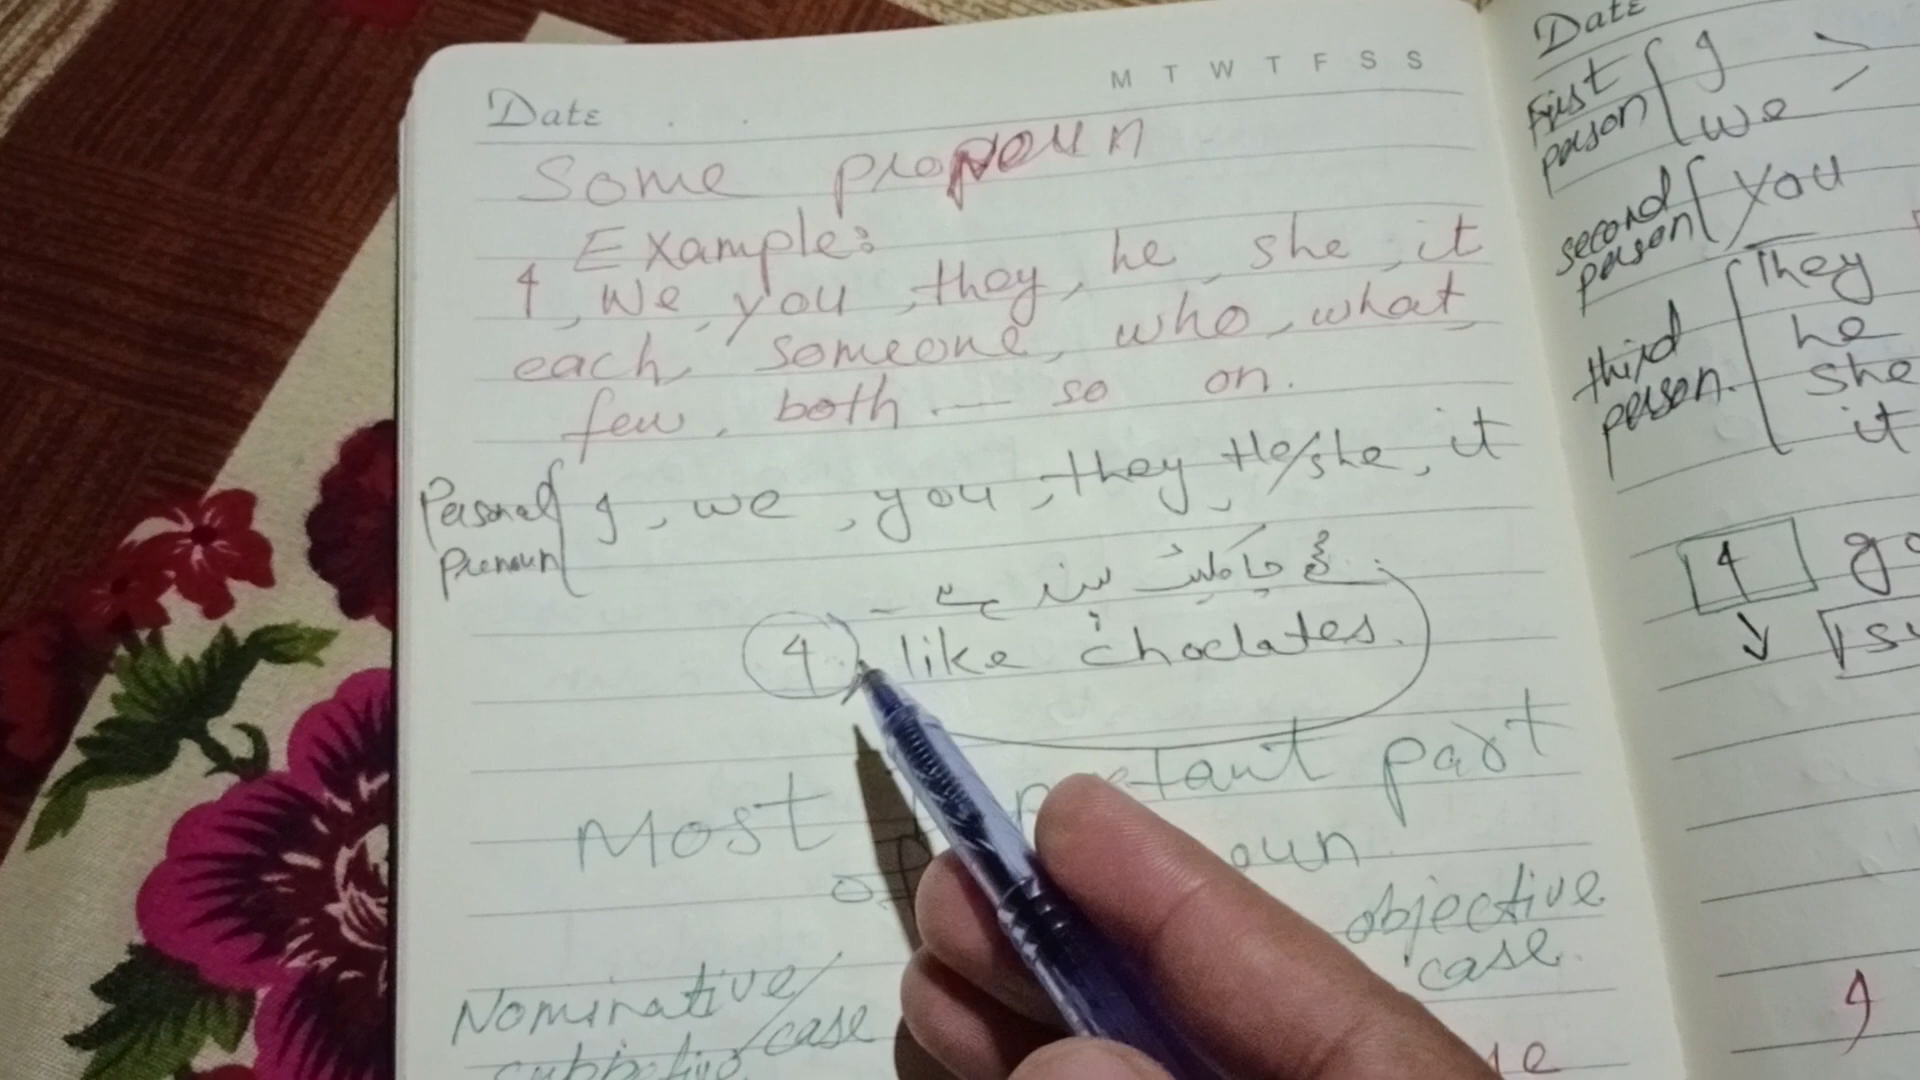 Date
M T W T F S S
Some pronoun
Example:
I, We, you, they, he, she, it
each, someone, who, what,
few, both — so on.
Personal Pronoun { I, we, you, they, He/she, it
مجھے چاکلیٹ پسند ہے ۔
I like choclates.
Most part
objective
case
Nominative/
case
Date
First person { I
we
second person { You
third person. { They
he
she
it
I
I